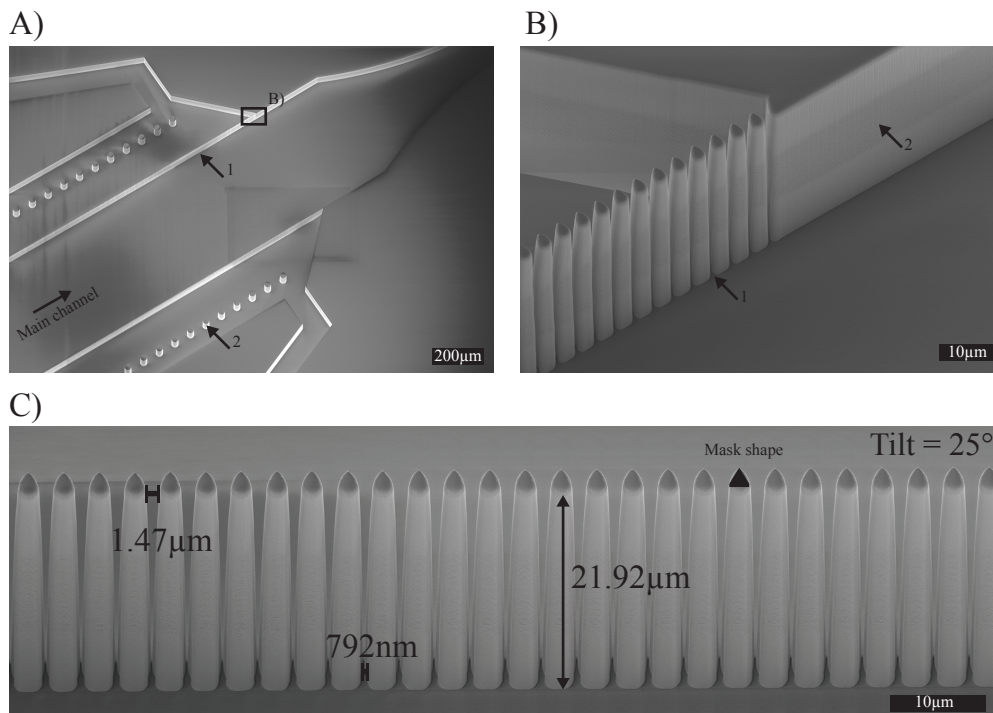 A)
B)
B)
1
2
Main channel
2
1
200µm
10µm
C)
Mask shape
Tilt = 25°
1.47µm
21.92µm
792nm
10µm